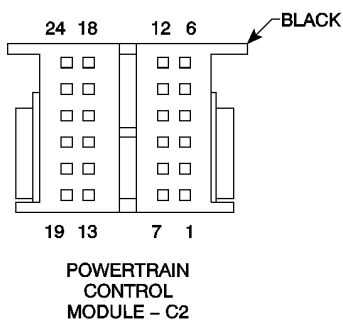 BLACK
24 18 12 6
19 13 7 1
POWERTRAIN
CONTROL
MODULE – C2